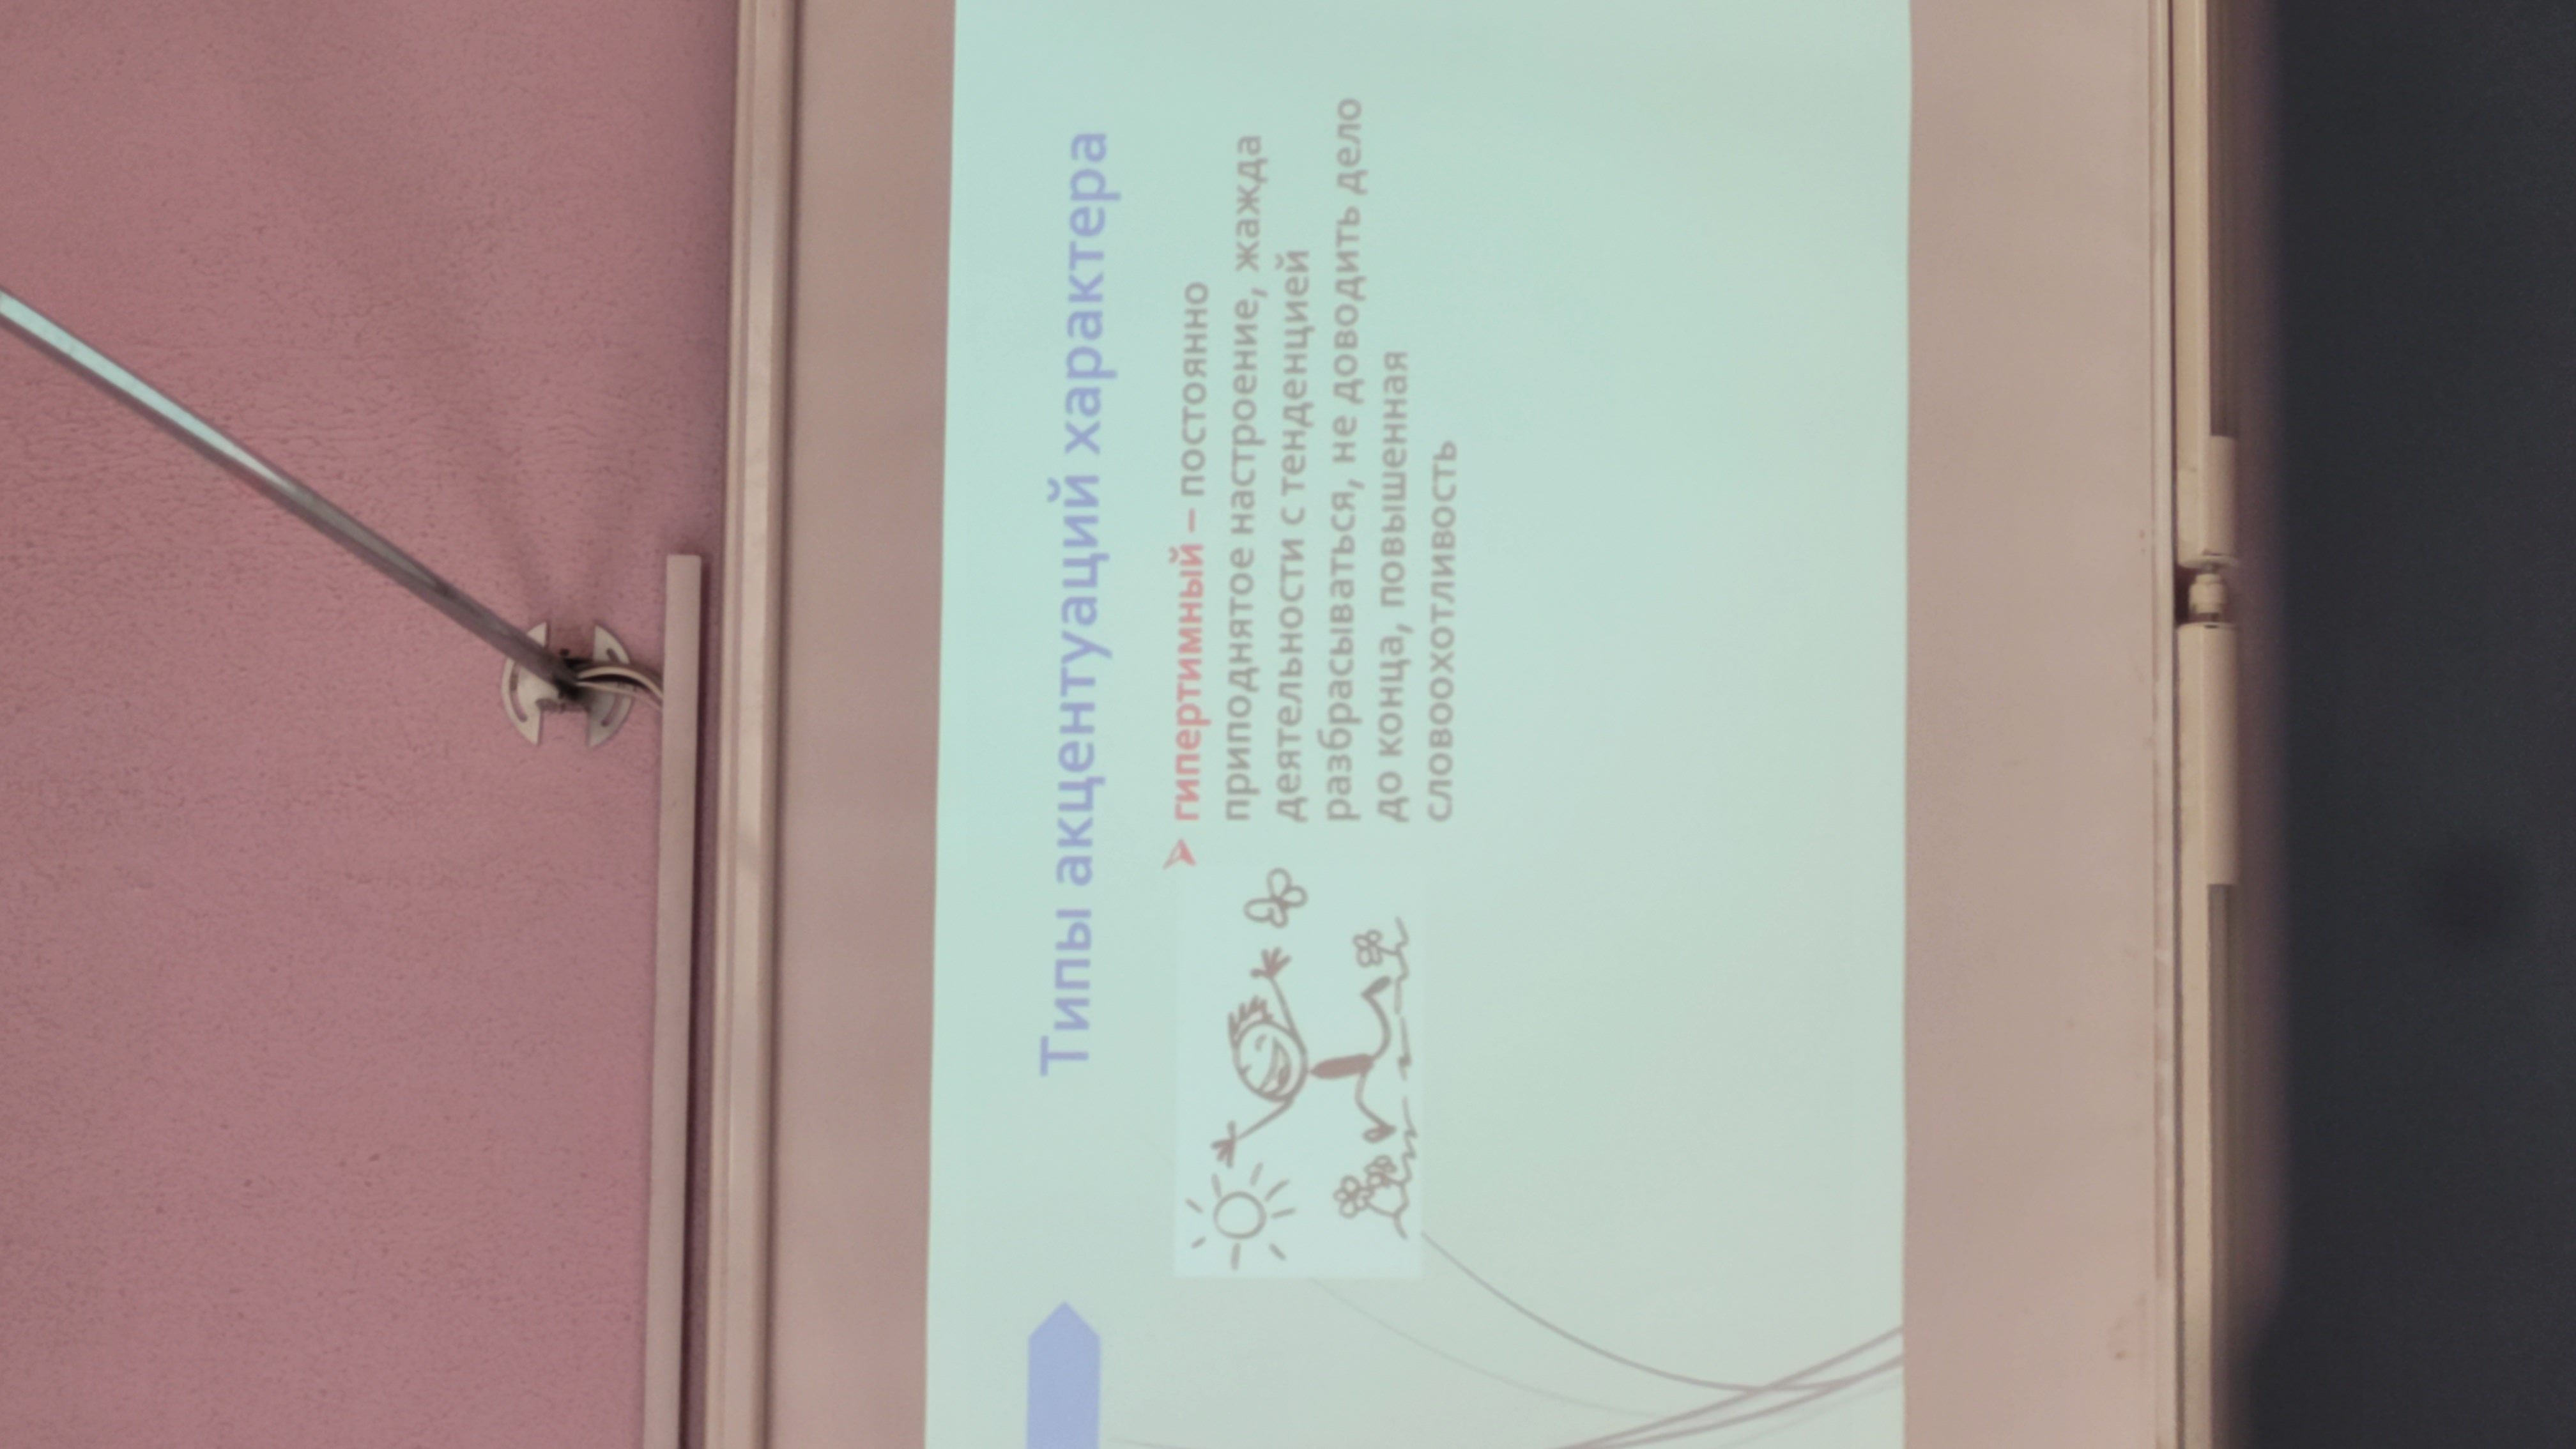 Типы акцентуаций характера
гипертимный – постоянно
приподнятое настроение, жажда
деятельности с тенденцией
разбрасываться, не доводить дело
до конца, повышенная
словоохотливость